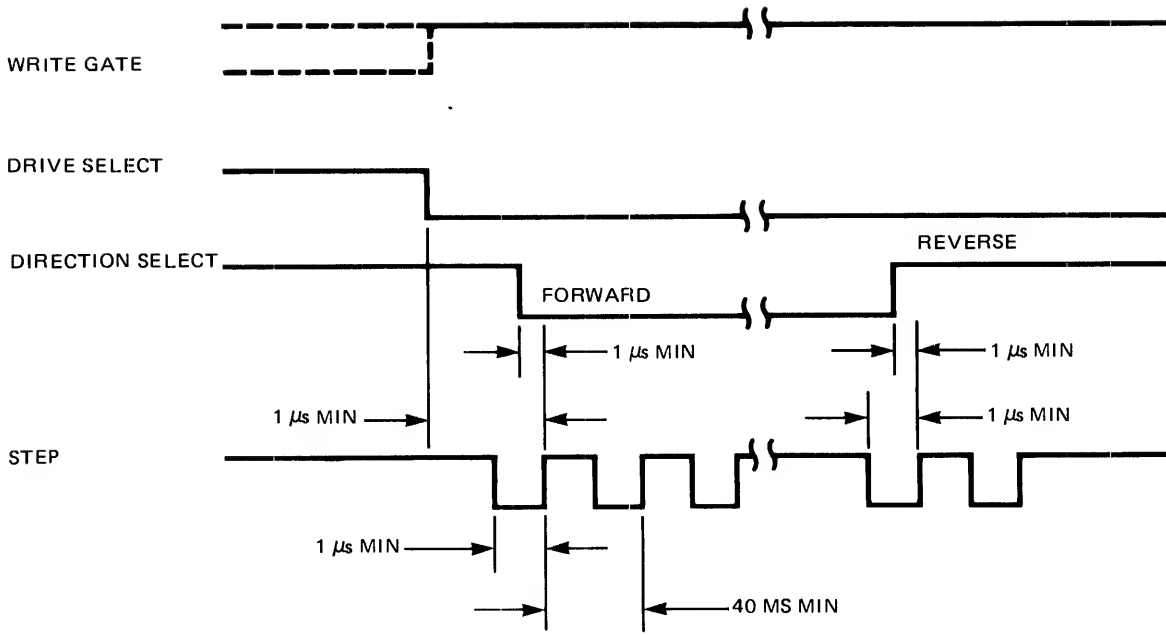 WRITE GATE
DRIVE SELECT
REVERSE
DIRECTION SELECT
FORWARD
1 μs MIN
1 μs MIN
1 μs MIN
1 μs MIN
STEP
1 μs MIN
40 MS MIN